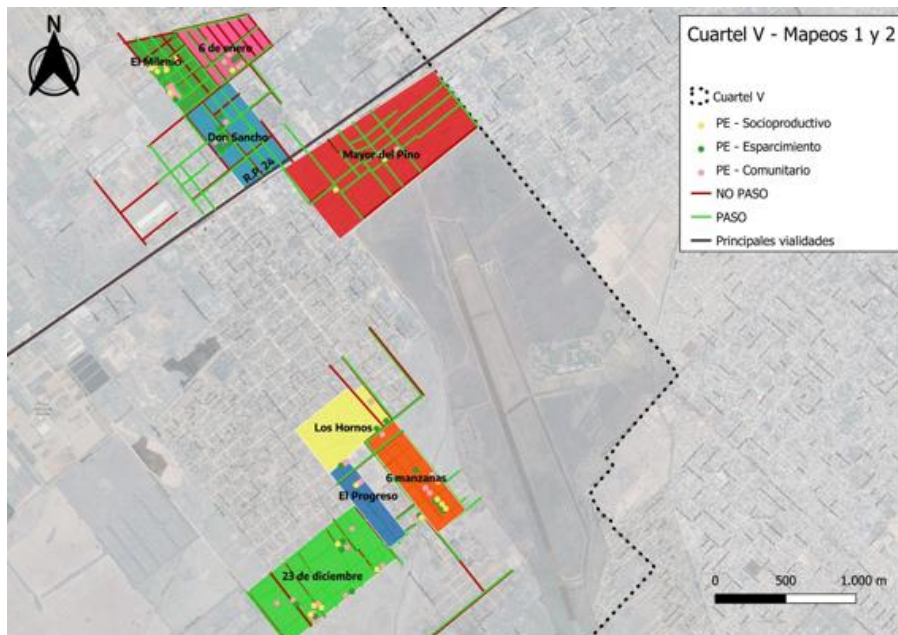 N
Cuartel V - Mapeos 1 y 2
Cuartel V
PE - Socioproductivo
PE - Esparcimiento
PE - Comunitario
NO PASO
PASO
Principales vialidades
6 de enero
El Milenio
Don Sancho
R.P. 24
Mayor del Pino
Los Hornos
6 manzanas
El Progreso
23 de diciembre
0 500 1.000 m